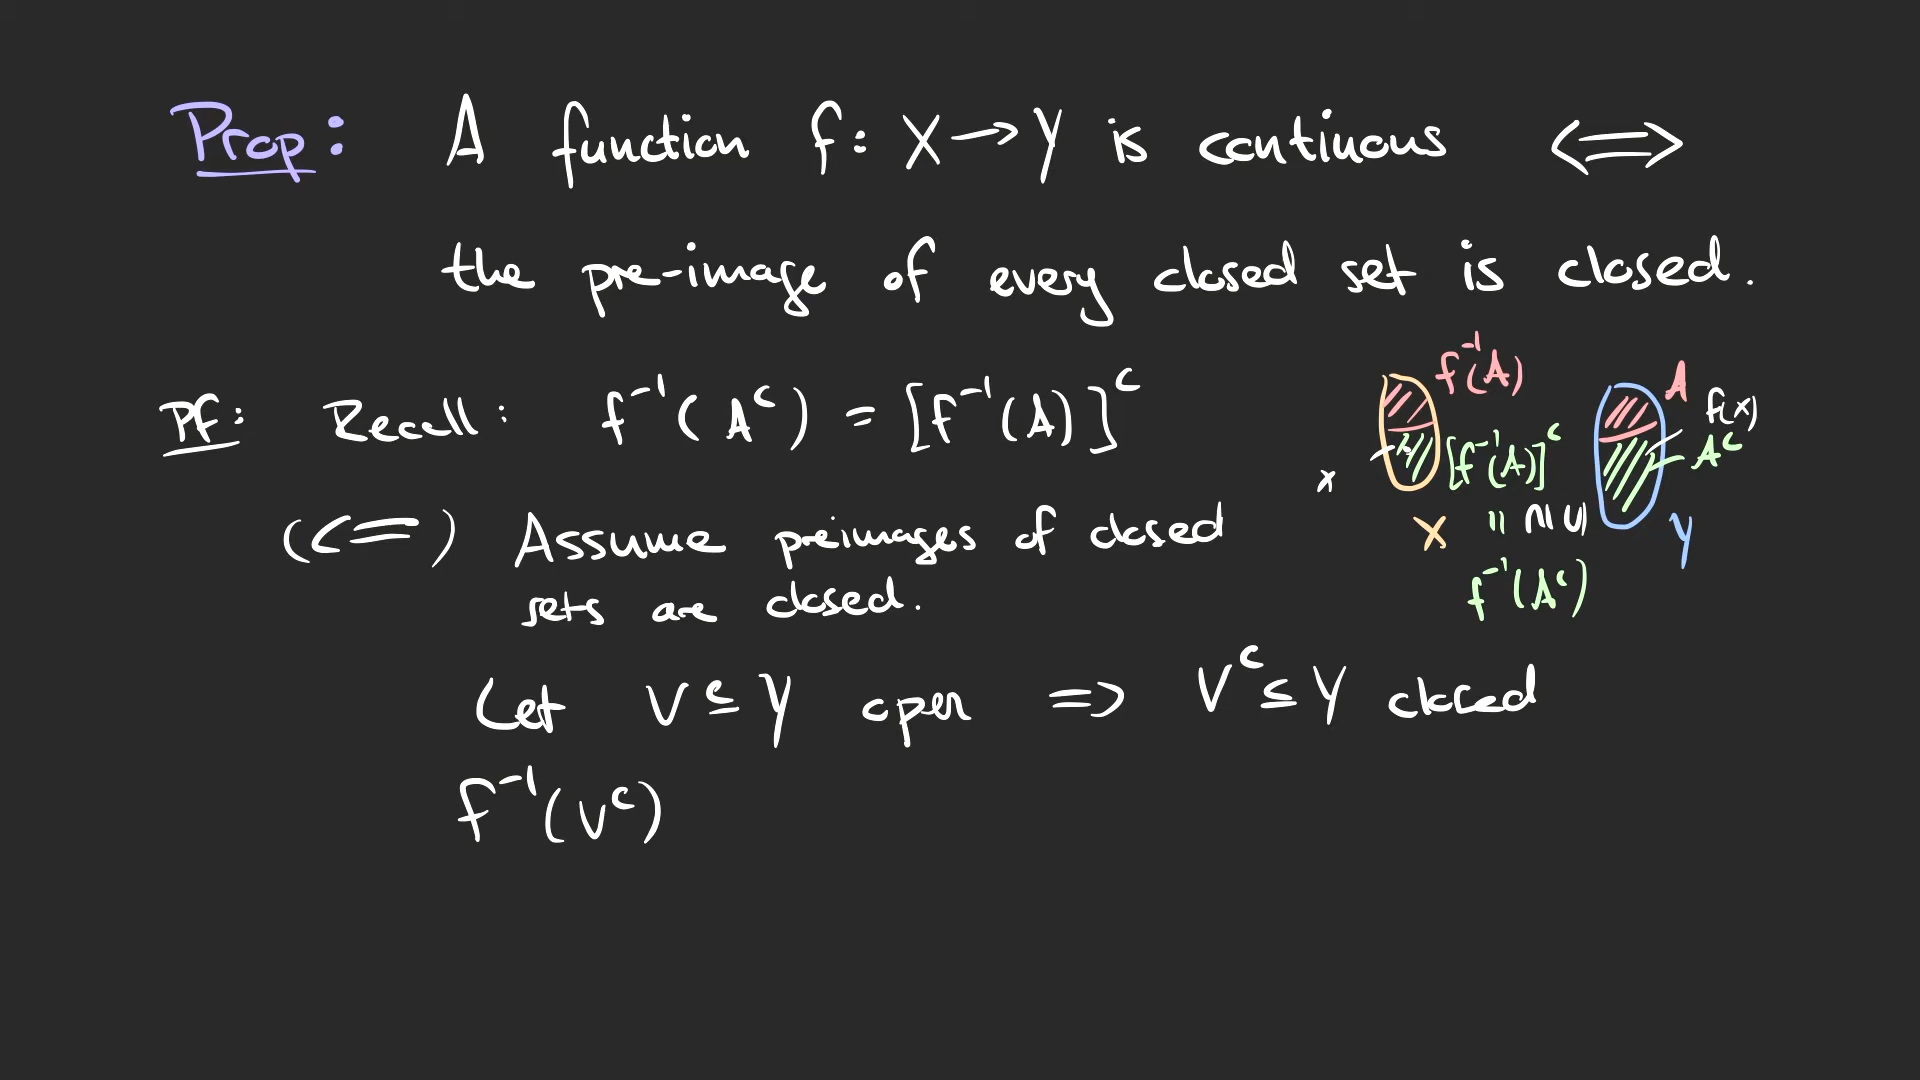 Prop: A function f: X → Y is continuous ⟺
the pre-image of every closed set is closed.
Pf: Recall: f⁻¹(Aᶜ) = [f⁻¹(A)]ᶜ
(⟸) Assume preimages of closed
sets are closed.
Let V ⊆ Y open ⟹ Vᶜ ⊆ Y closed
f⁻¹(Vᶜ)
f⁻¹(A)
A
f(x)
[f⁻¹(A)]ᶜ
Aᶜ
x
X
Y
f⁻¹(Aᶜ)